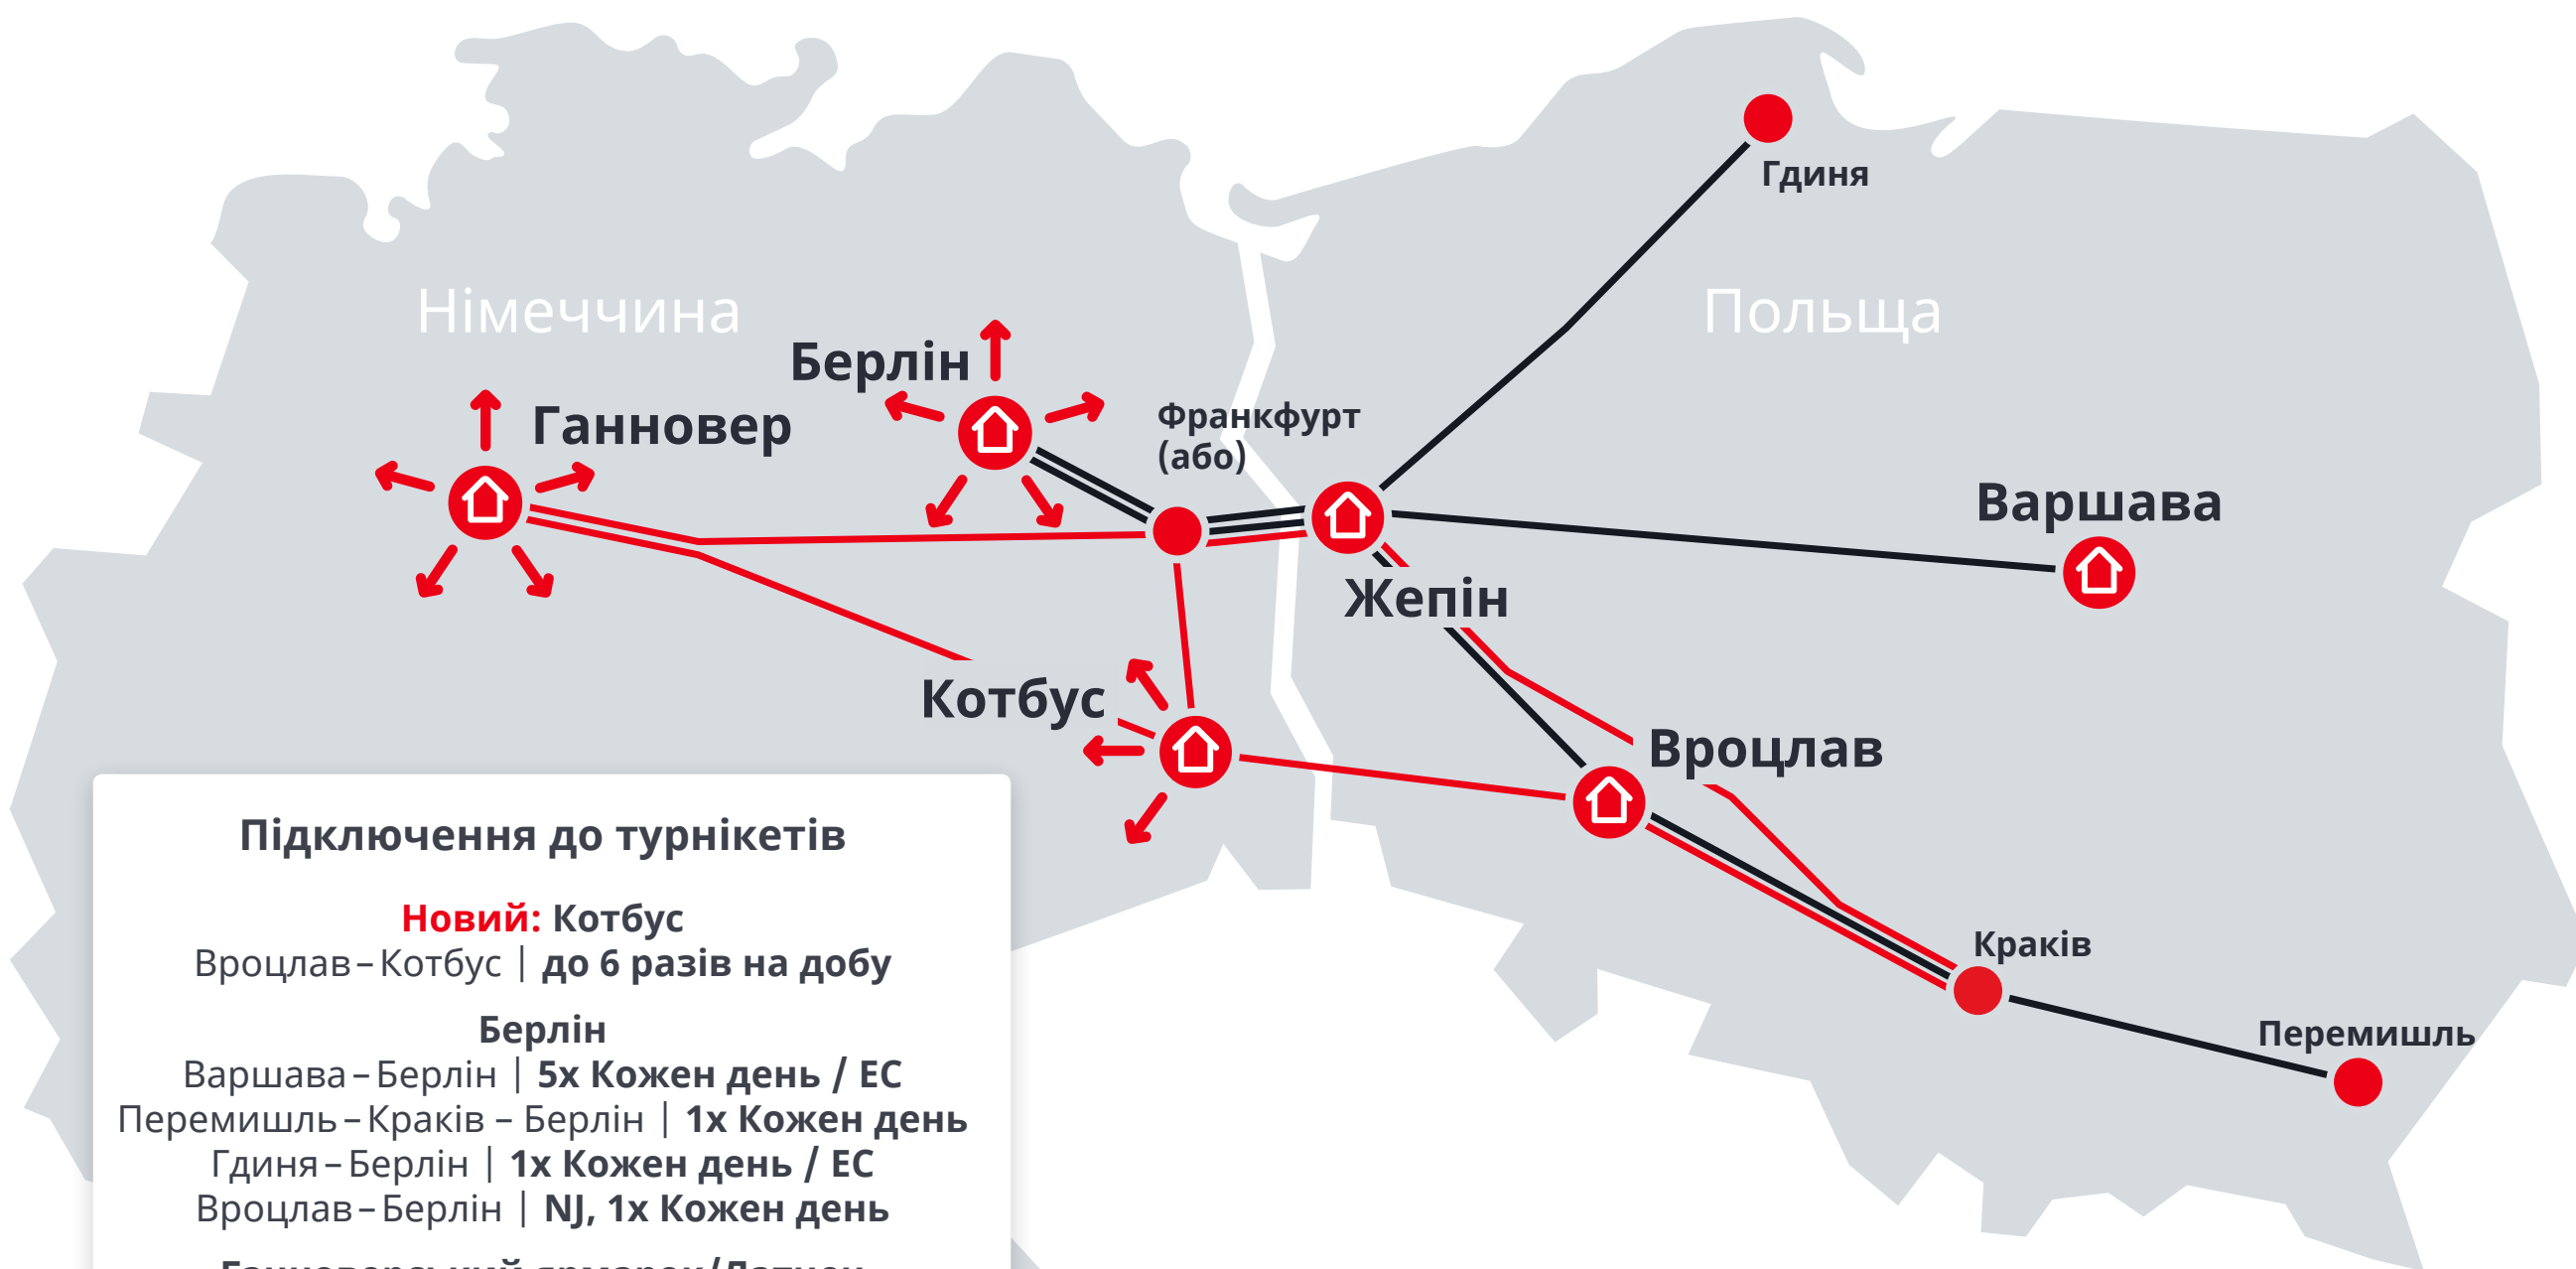 Гдиня
Німеччина
Польща
Берлін
Ганновер
Франкфурт
(або)
Варшава
Жепін
Котбус
Вроцлав
Краків
Перемишль
Підключення до турнікетів
Новий: Котбус
Вроцлав–Котбус | до 6 разів на добу
Берлін
Варшава–Берлін | 5x Кожен день / EC
Перемишль–Краків – Берлін | 1x Кожен день
Гдиня–Берлін | 1x Кожен день / EC
Вроцлав–Берлін | NJ, 1x Кожен день